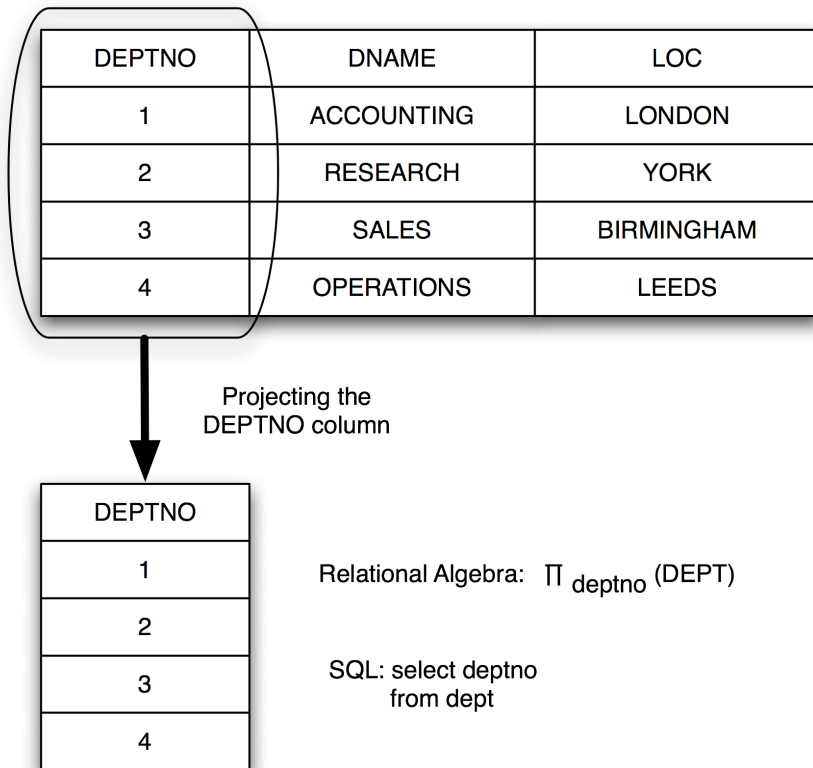 DEPTNO DNAME LOC
1 ACCOUNTING LONDON
2 RESEARCH YORK
3 SALES BIRMINGHAM
4 OPERATIONS LEEDS
Projecting the
DEPTNO column
DEPTNO
1
2
3
4
Relational Algebra: Π deptno (DEPT)
SQL: select deptno
from dept